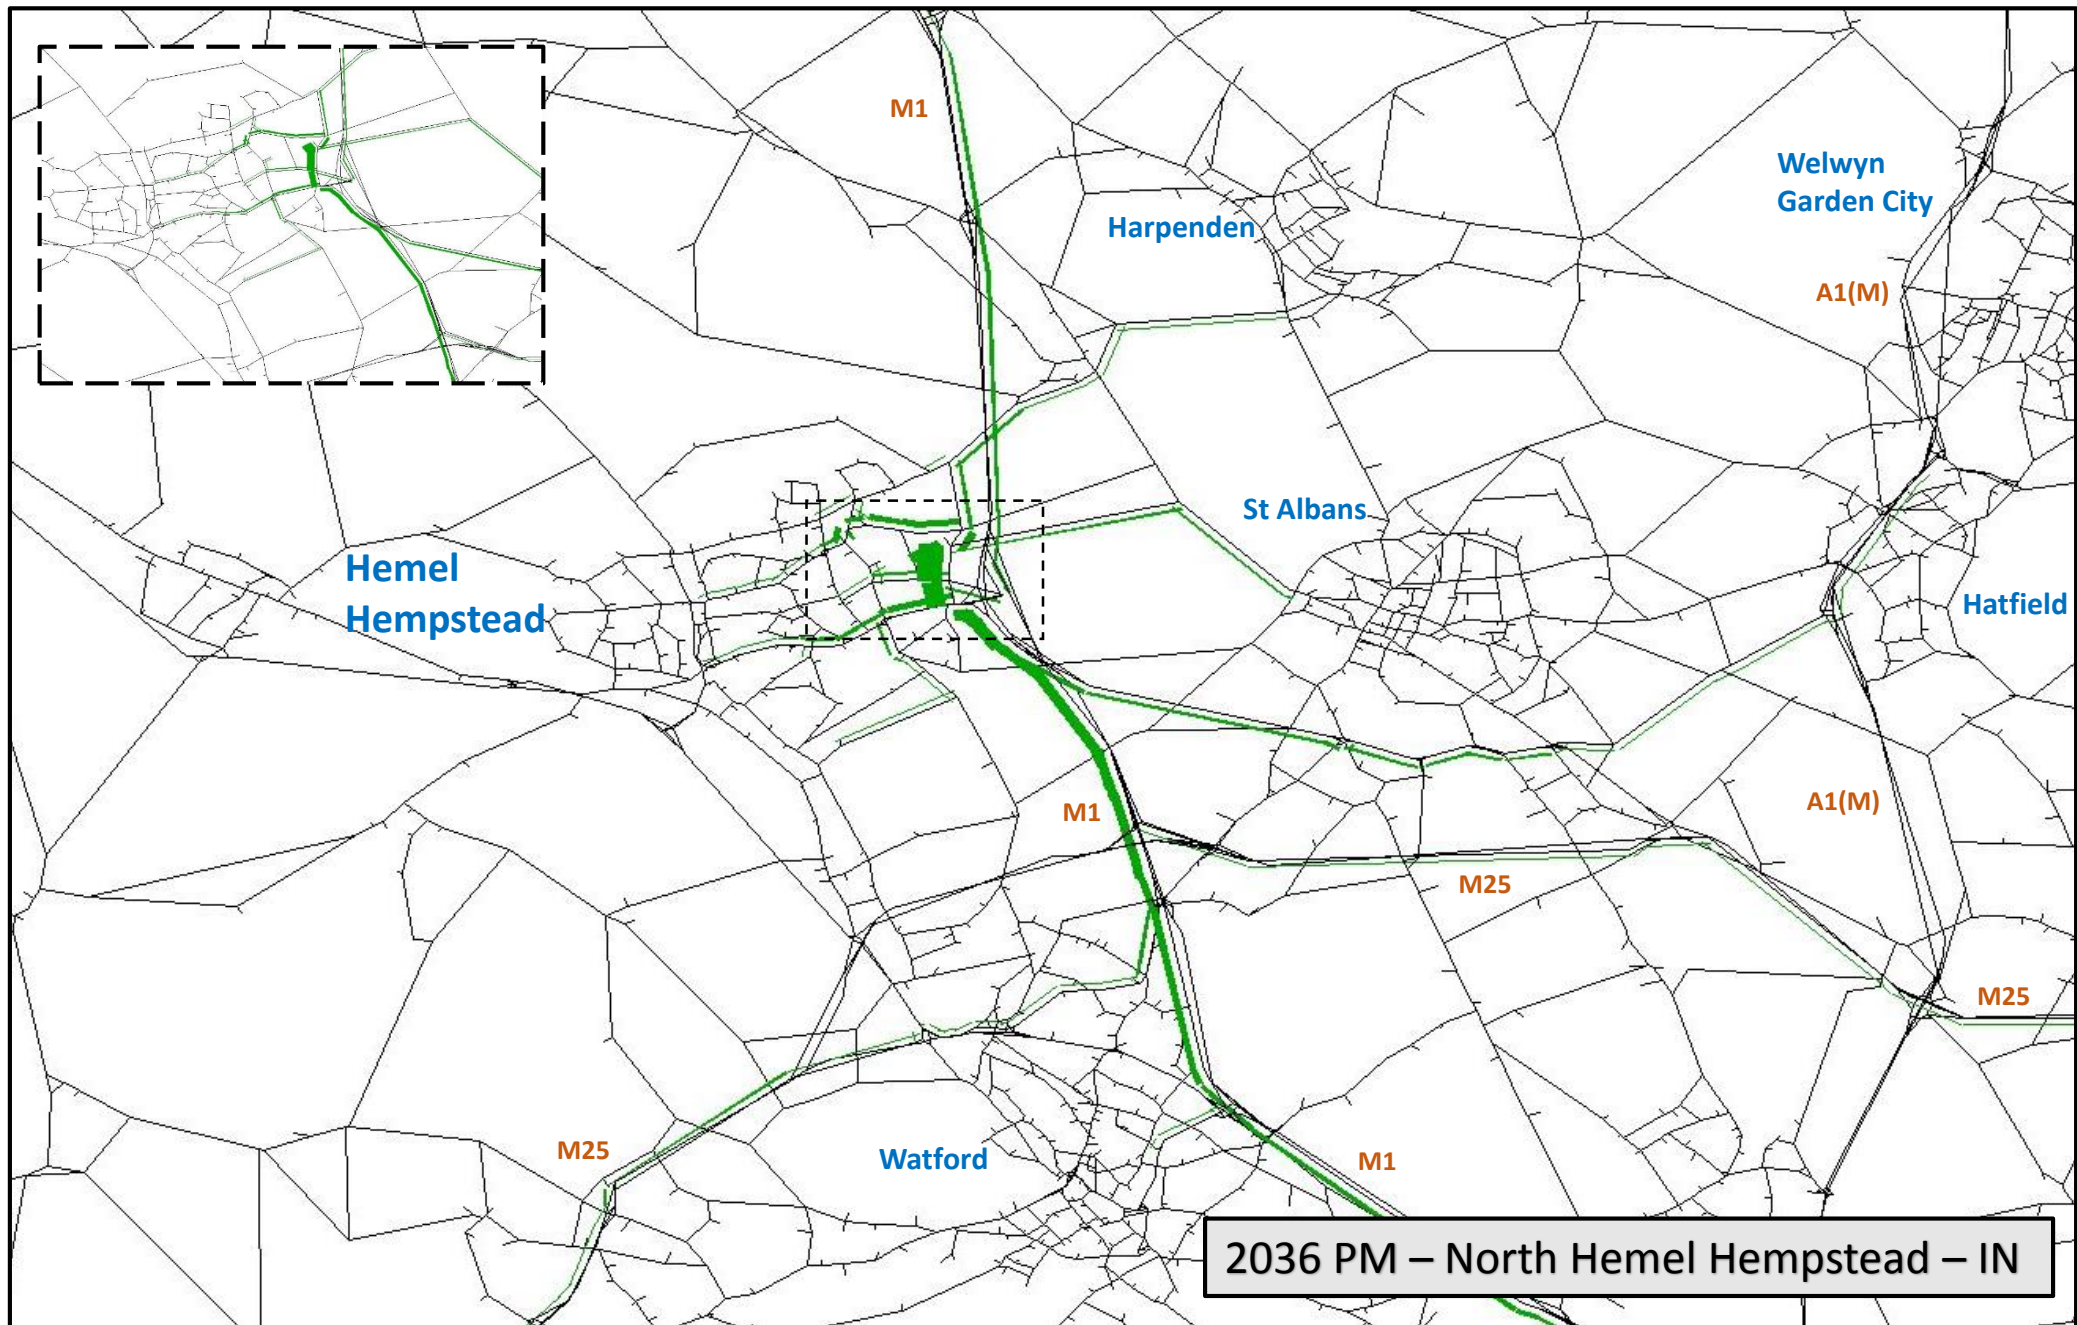 M1
Welwyn
Garden City
Harpenden
A1(M)
St Albans
Hemel
Hempstead
Hatfield
M1
A1(M)
M25
M25
M25
Watford
M1
2036 PM – North Hemel Hempstead – IN